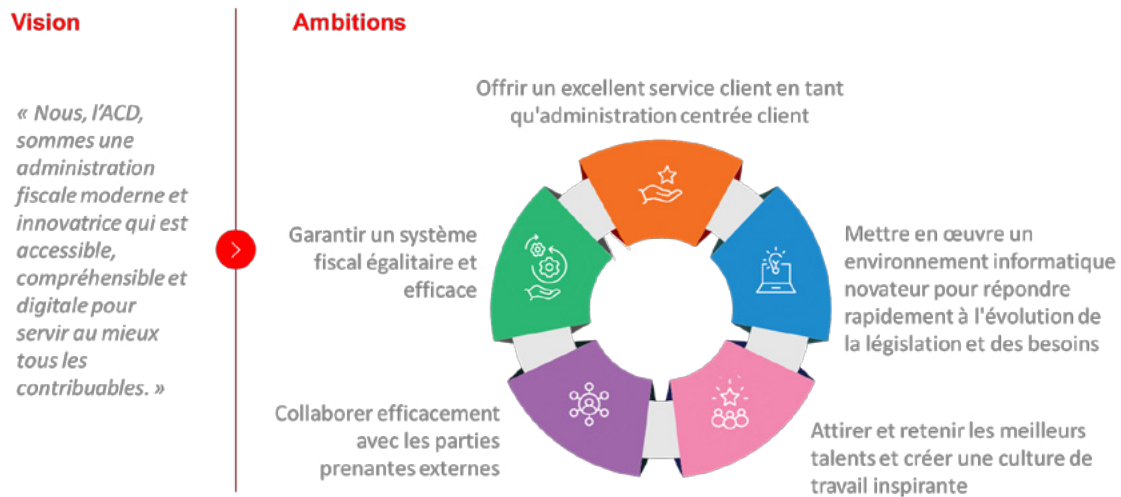 Vision
« Nous, l'ACD,
sommes une
administration
fiscale moderne et
innovatrice qui est
accessible,
compréhensible et
digitale pour
servir au mieux
tous les
contribuables. »
Ambitions
Offrir un excellent service client en tant
qu'administration centrée client
Mettre en œuvre un
environnement informatique
novateur pour répondre
rapidement à l'évolution de
la législation et des besoins
Attirer et retenir les meilleurs
talents et créer une culture de
travail inspirante
Collaborer efficacement
avec les parties
prenantes externes
Garantir un système
fiscal égalitaire et
efficace